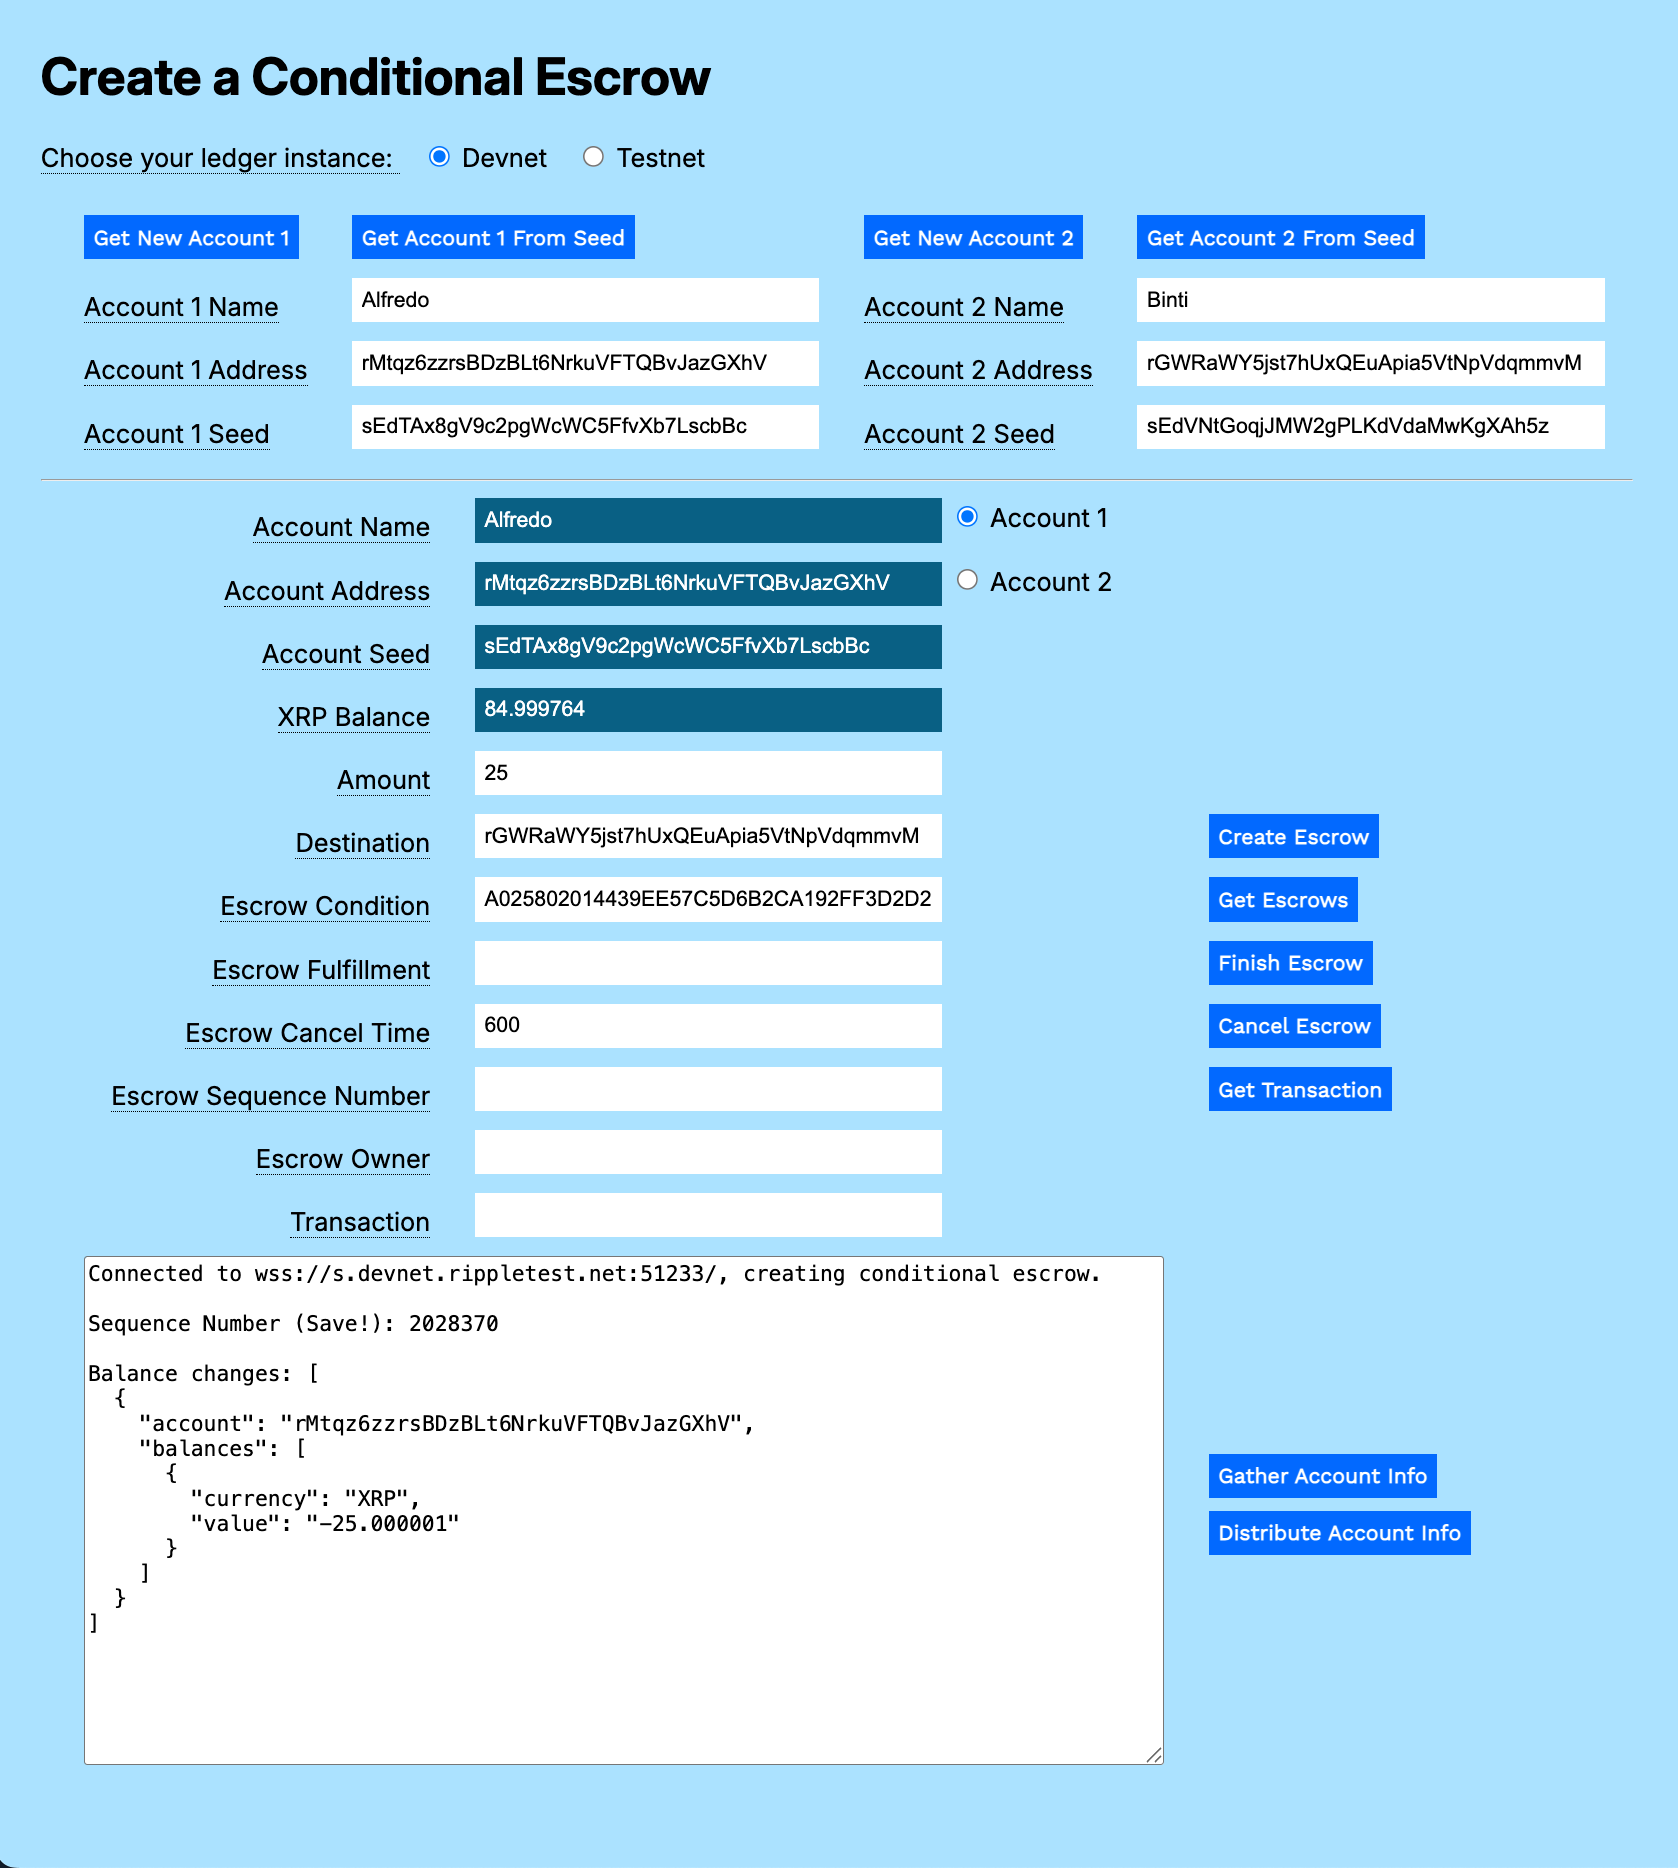 Create a Conditional Escrow
Choose your ledger instance: Devnet Testnet
Get New Account 1 Get Account 1 From Seed Get New Account 2 Get Account 2 From Seed
Account 1 Name Alfredo Account 2 Name Binti
Account 1 Address rMtqz6zzrsBDzBLt6NrkuVFTQBvJazGXhV Account 2 Address rGWRaWY5jst7hUxQEuApia5VtNpVdqmmvM
Account 1 Seed sEdTAx8gV9c2pgWcWC5FfvXb7LscbBc Account 2 Seed sEdVNtGoqjJMW2gPLKdVdaMwKgXAh5z
Account Name Alfredo Account 1
Account Address rMtqz6zzrsBDzBLt6NrkuVFTQBvJazGXhV Account 2
Account Seed sEdTAx8gV9c2pgWcWC5FfvXb7LscbBc
XRP Balance 84.999764
Amount 25
Destination rGWRaWY5jst7hUxQEuApia5VtNpVdqmmvM Create Escrow
Escrow Condition A025802014439EE57C5D6B2CA192FF3D2D2 Get Escrows
Escrow Fulfillment Finish Escrow
Escrow Cancel Time 600 Cancel Escrow
Escrow Sequence Number Get Transaction
Escrow Owner
Transaction
Connected to wss://s.devnet.rippletest.net:51233/, creating conditional escrow.
Sequence Number (Save!): 2028370
Balance changes: [
{
"account": "rMtqz6zzrsBDzBLt6NrkuVFTQBvJazGXhV",
"balances": [
{
"currency": "XRP",
"value": "-25.000001"
}
]
}
]
Gather Account Info
Distribute Account Info